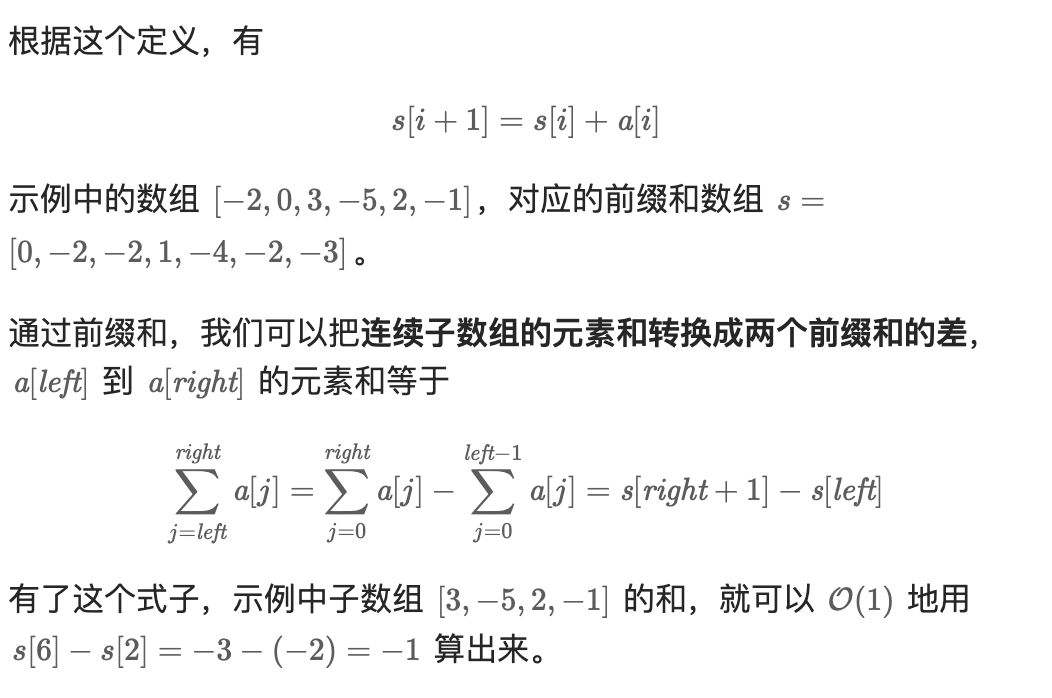 根据这个定义，有
s[i + 1] = s[i] + a[i]
示例中的数组 [−2, 0, 3, −5, 2, −1]，对应的前缀和数组 s =
[0, −2, −2, 1, −4, −2, −3]。
通过前缀和，我们可以把连续子数组的元素和转换成两个前缀和的差，
a[left] 到 a[right] 的元素和等于
\sum_{j=left}^{right} a[j] = \sum_{j=0}^{right} a[j] − \sum_{j=0}^{left−1} a[j] = s[right + 1] − s[left]
有了这个式子，示例中子数组 [3, −5, 2, −1] 的和，就可以 𝒪(1) 地用
s[6] − s[2] = −3 − (−2) = −1 算出来。